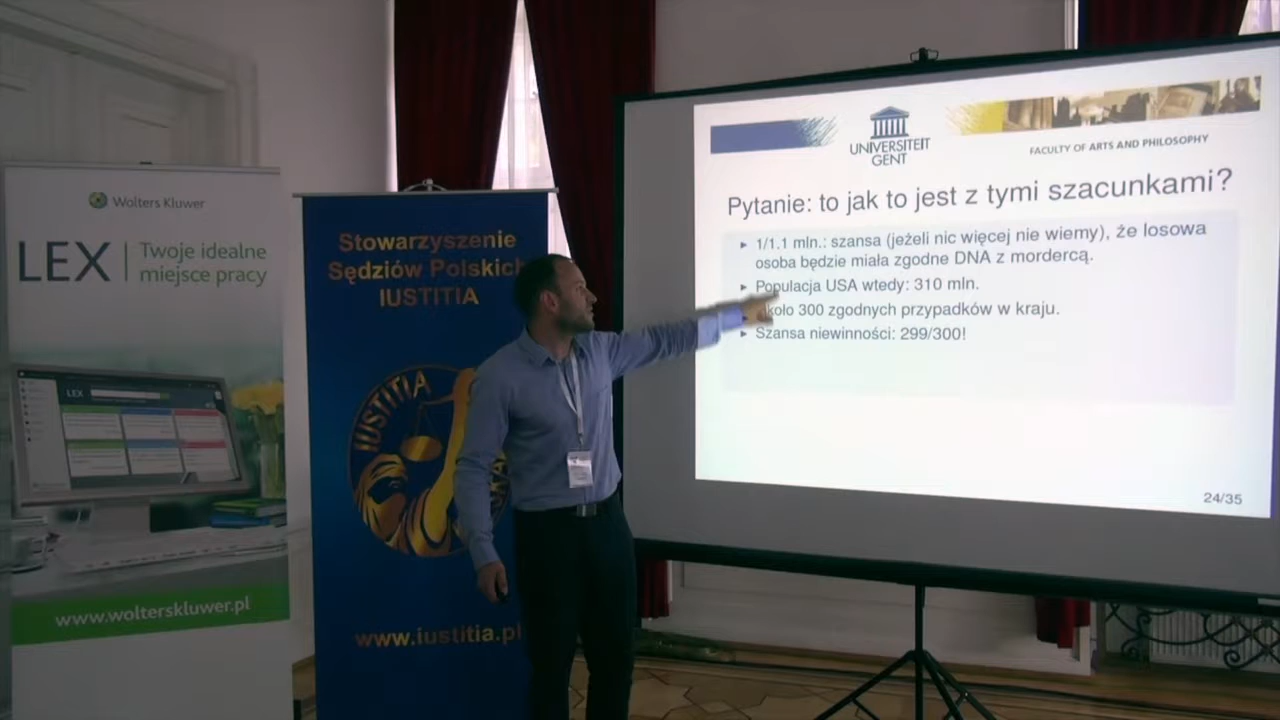 Wolters Kluwer
LEX
Twoje idealne
miejsce pracy
LEX
www.wolterskluwer.pl
Stowarzyszenie
Sędziów Polskich
IUSTITIA
IUSTITIA
www.iustitia.pl
UNIVERSITEIT
GENT
FACULTY OF ARTS AND PHILOSOPHY
Pytanie: to jak to jest z tymi szacunkami?
1/1.1 mln.: szansa (jeżeli nic więcej nie wiemy), że losowa
osoba będzie miała zgodne DNA z mordercą.
Populacja USA wtedy: 310 mln.
około 300 zgodnych przypadków w kraju.
Szansa niewinności: 299/300!
24/35